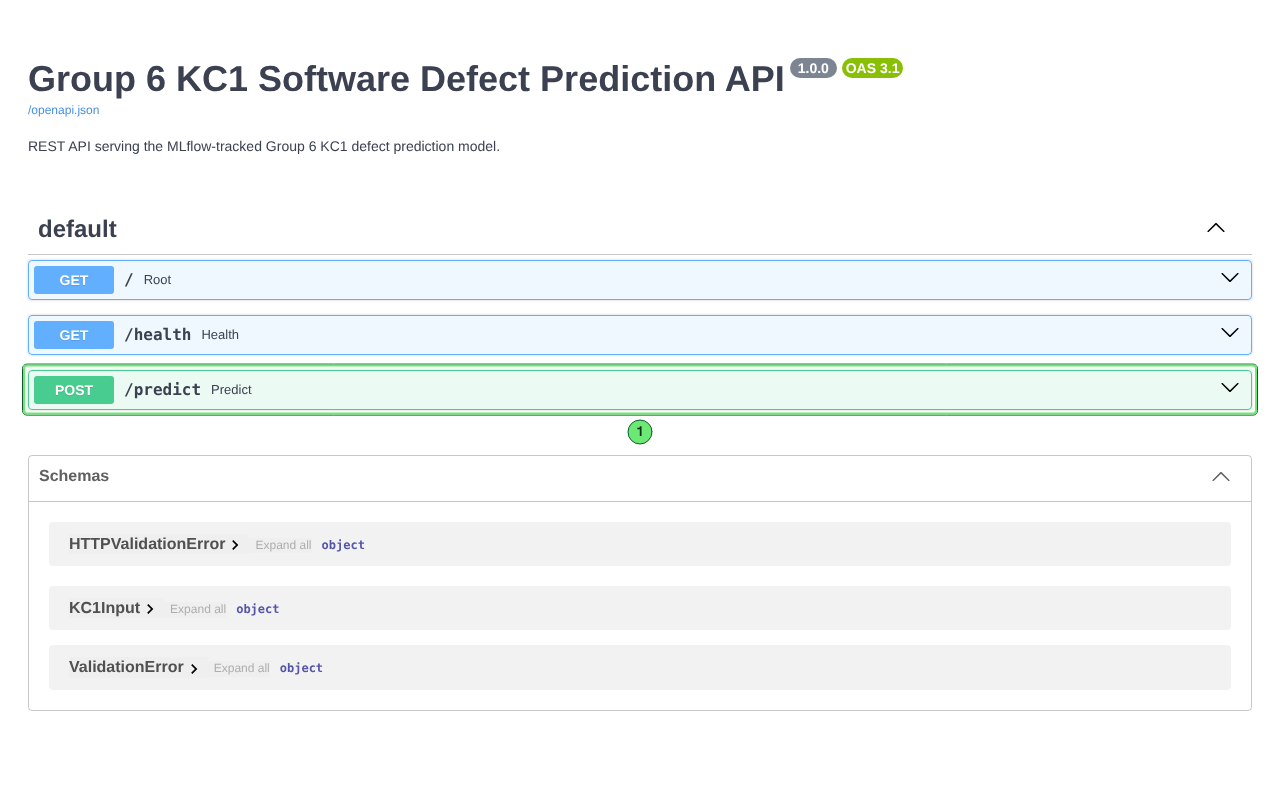 Group 6 KC1 Software Defect Prediction API 1.0.0 OAS 3.1
/openapi.json
REST API serving the MLflow-tracked Group 6 KC1 defect prediction model.
default
GET / Root
GET /health Health
POST /predict Predict
1
Schemas
HTTPValidationError Expand all object
KC1Input Expand all object
ValidationError Expand all object